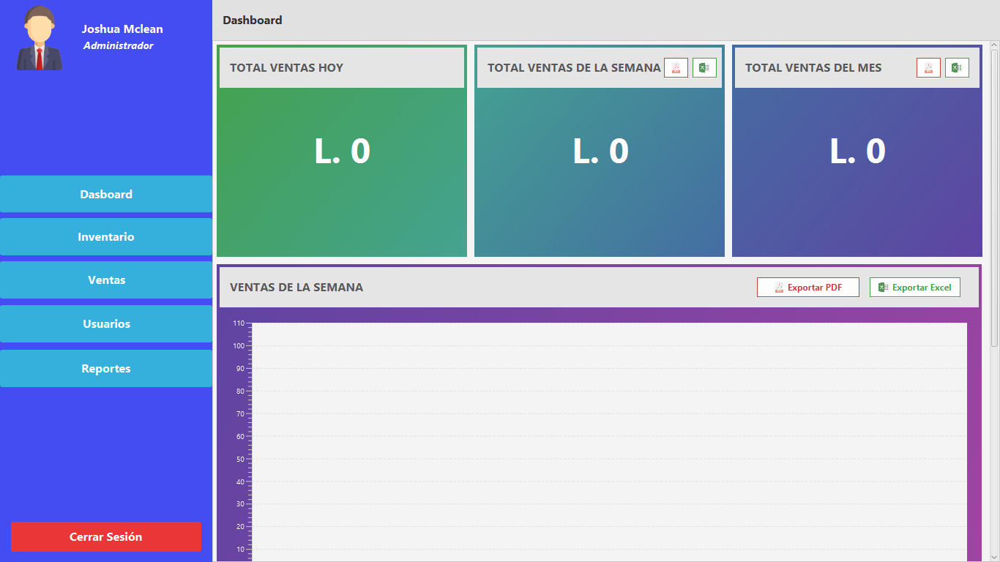 Joshua Mclean
Administrador
Dasboard
Inventario
Ventas
Usuarios
Reportes
Cerrar Sesión
Dashboard
TOTAL VENTAS HOY
L. 0
TOTAL VENTAS DE LA SEMANA
L. 0
TOTAL VENTAS DEL MES
L. 0
VENTAS DE LA SEMANA
Exportar PDF
Exportar Excel
110
100
90
80
70
60
50
40
30
20
10